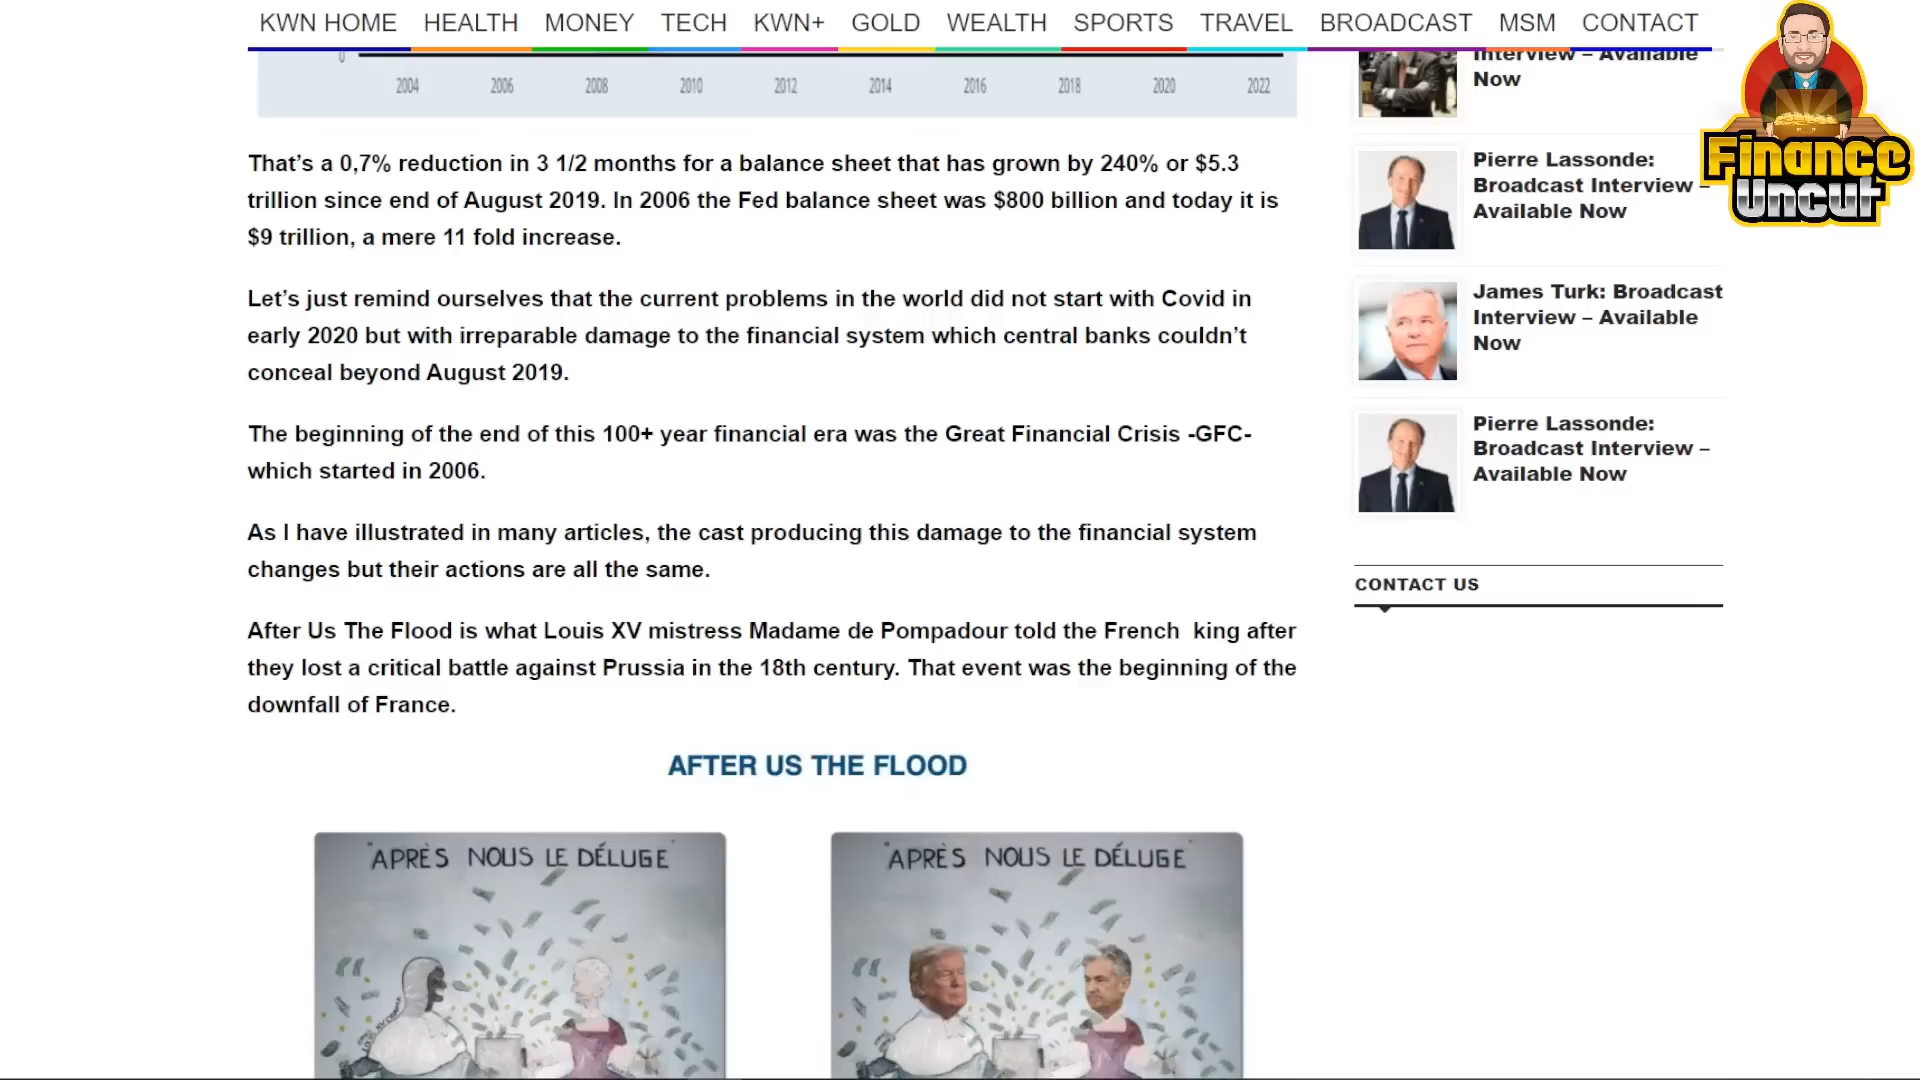 KWN HOME HEALTH MONEY TECH KWN+ GOLD WEALTH SPORTS TRAVEL BROADCAST MSM CONTACT
0
2004 2006 2008 2010 2012 2014 2016 2018 2020 2022
That’s a 0,7% reduction in 3 1/2 months for a balance sheet that has grown by 240% or $5.3
trillion since end of August 2019. In 2006 the Fed balance sheet was $800 billion and today it is
$9 trillion, a mere 11 fold increase.
Let’s just remind ourselves that the current problems in the world did not start with Covid in
early 2020 but with irreparable damage to the financial system which central banks couldn’t
conceal beyond August 2019.
The beginning of the end of this 100+ year financial era was the Great Financial Crisis -GFC-
which started in 2006.
As I have illustrated in many articles, the cast producing this damage to the financial system
changes but their actions are all the same.
After Us The Flood is what Louis XV mistress Madame de Pompadour told the French king after
they lost a critical battle against Prussia in the 18th century. That event was the beginning of the
downfall of France.
AFTER US THE FLOOD
"APRÈS NOUS LE DÉLUGE"
"APRÈS NOUS LE DÉLUGE"
Interview – Available
Now
Pierre Lassonde:
Broadcast Interview –
Available Now
James Turk: Broadcast
Interview – Available
Now
Pierre Lassonde:
Broadcast Interview –
Available Now
CONTACT US
Finance
Uncut